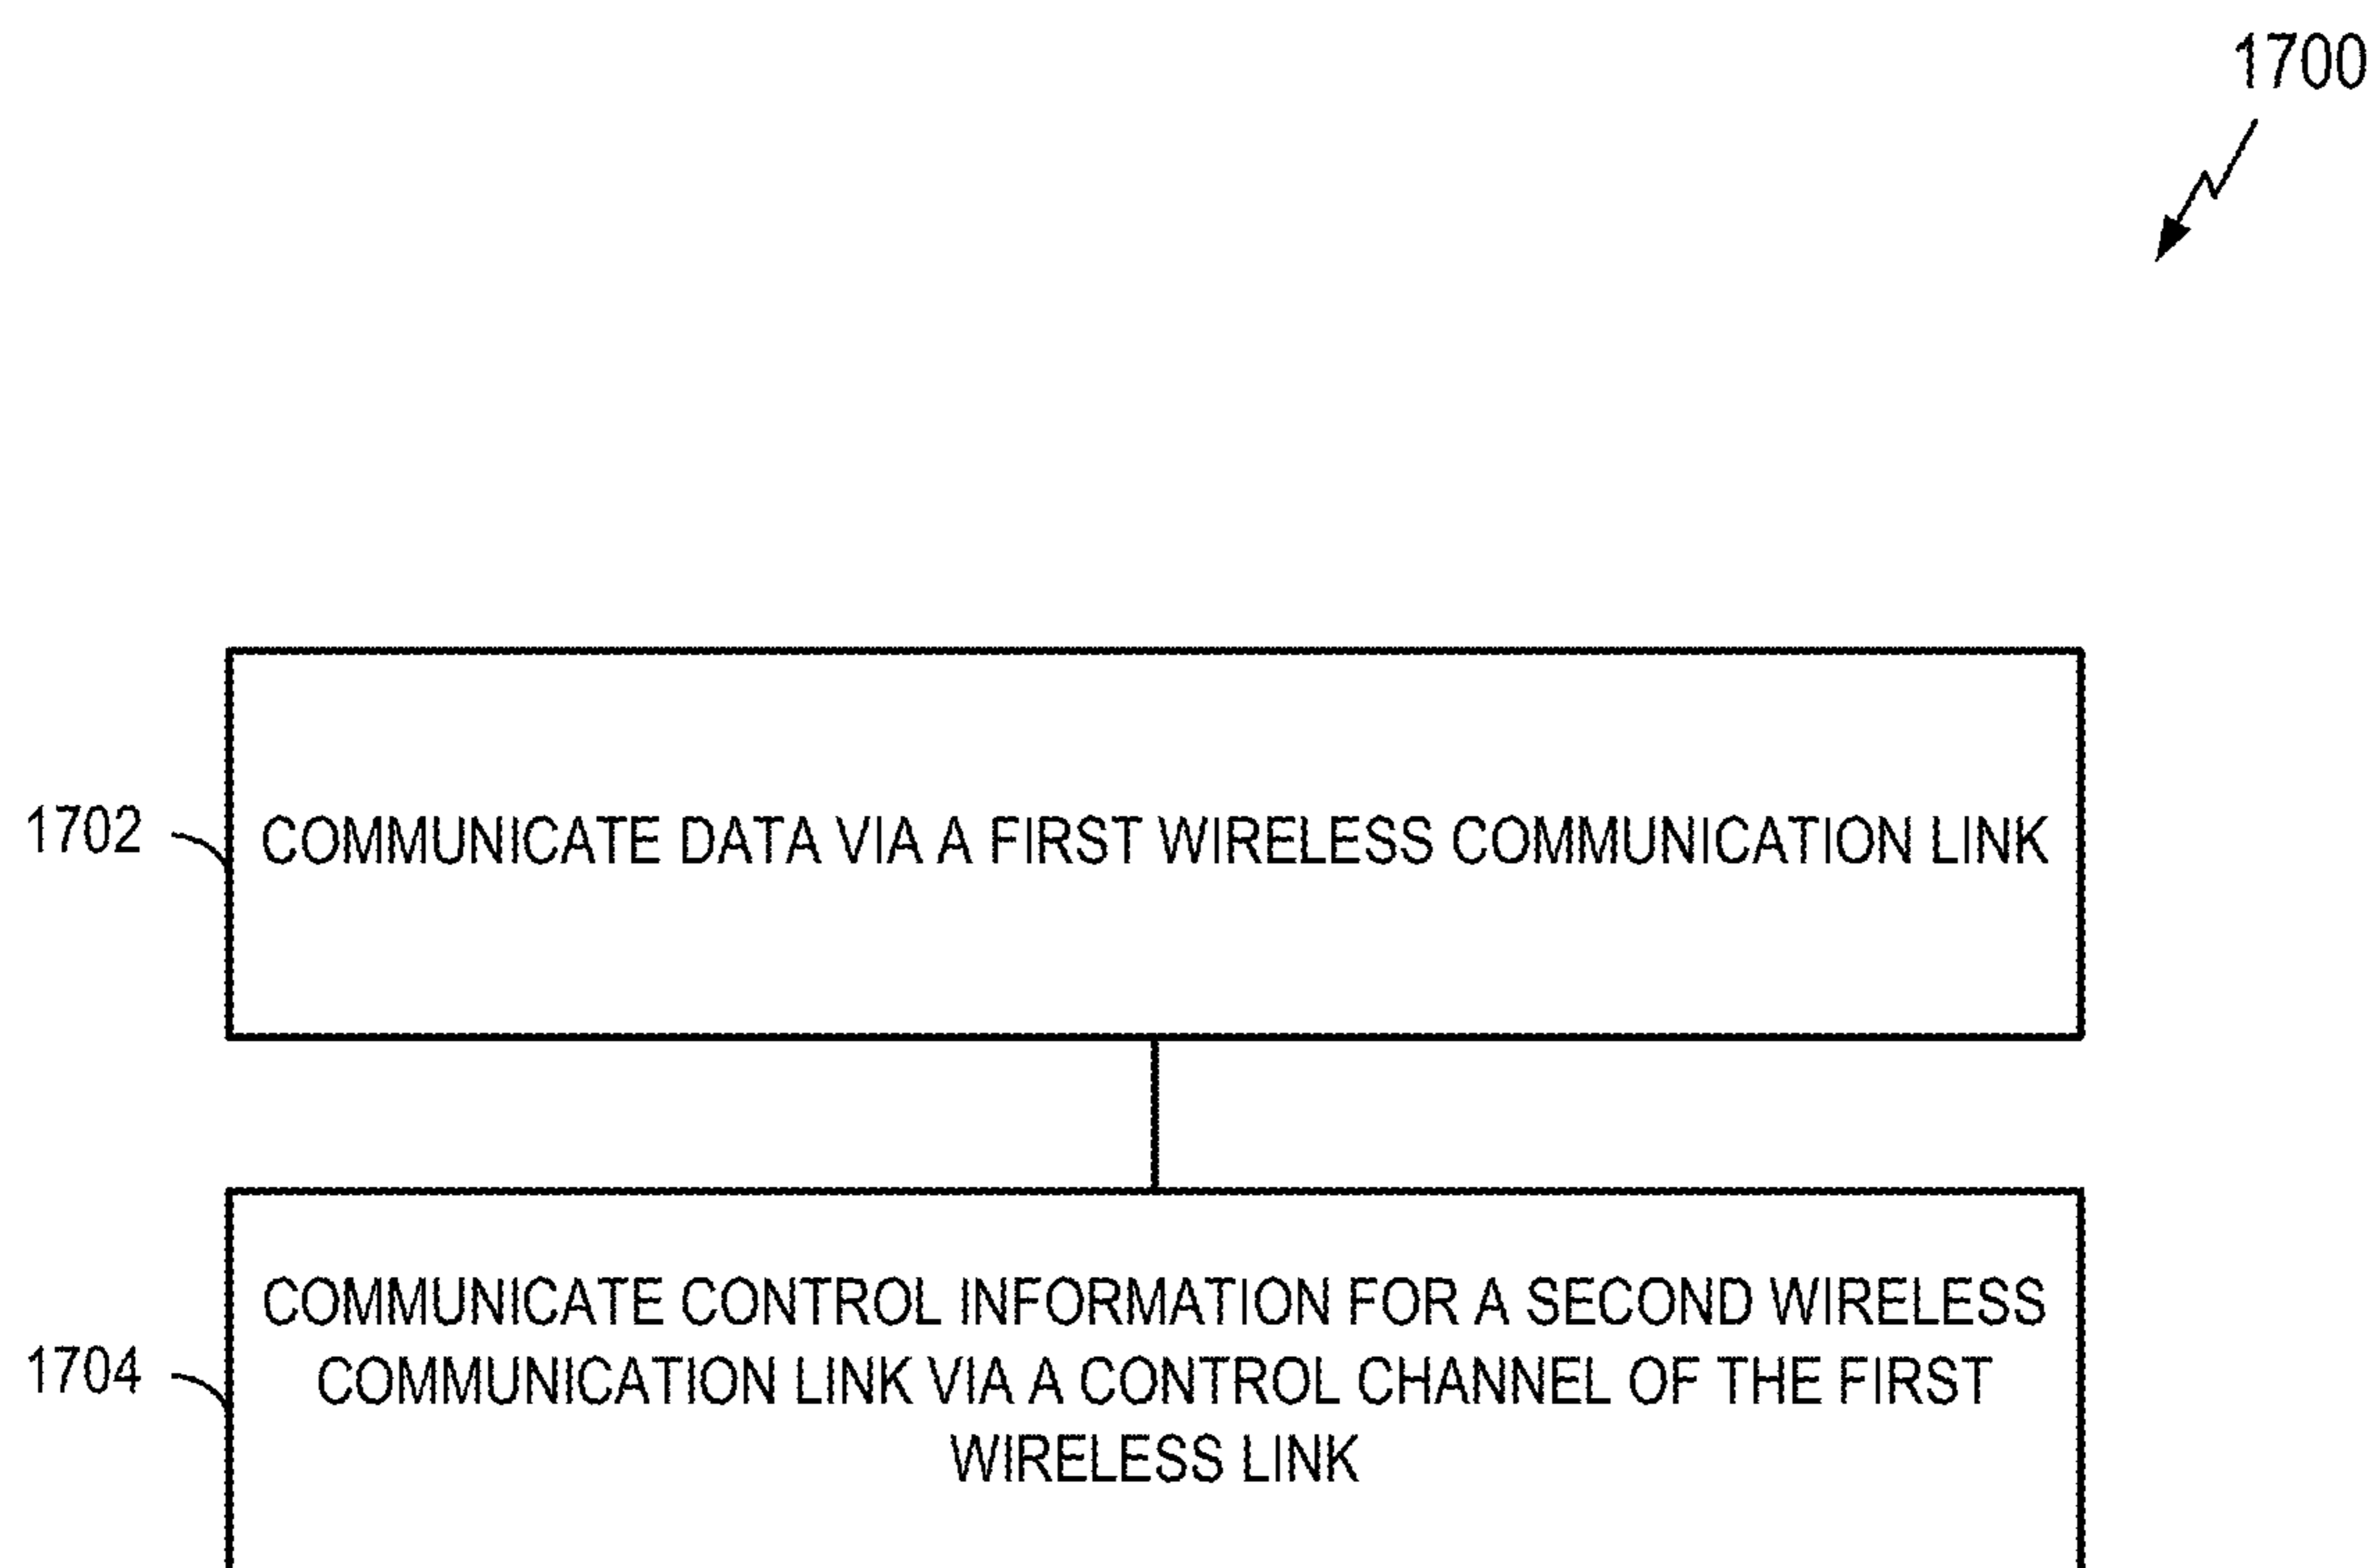 1700
1702
COMMUNICATE DATA VIA A FIRST WIRELESS COMMUNICATION LINK
1704
COMMUNICATE CONTROL INFORMATION FOR A SECOND WIRELESS
COMMUNICATION LINK VIA A CONTROL CHANNEL OF THE FIRST
WIRELESS LINK